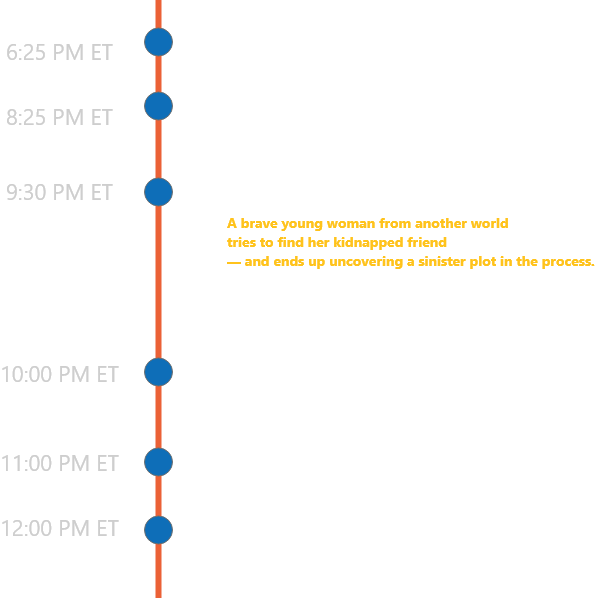 6:25 PM ET
8:25 PM ET
9:30 PM ET
A brave young woman from another world
tries to find her kidnapped friend
— and ends up uncovering a sinister plot in the process.
10:00 PM ET
11:00 PM ET
12:00 PM ET